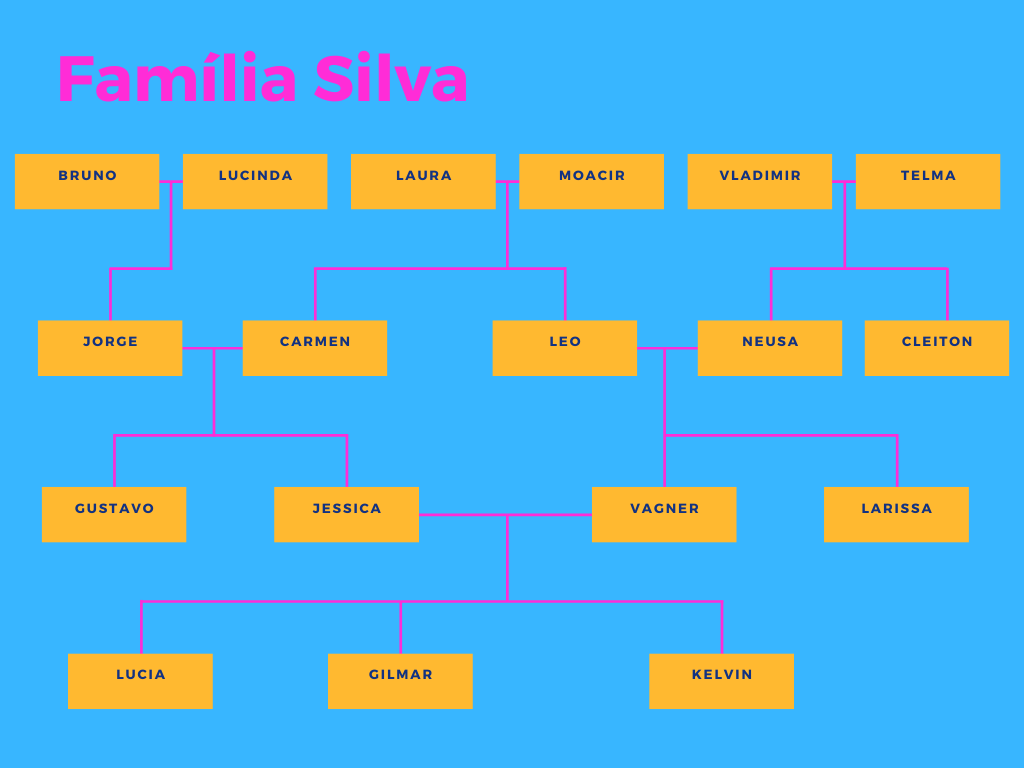 Família Silva
BRUNO
LUCINDA
LAURA
MOACIR
VLADIMIR
TELMA
JORGE
CARMEN
LEO
NEUSA
CLEITON
GUSTAVO
JESSICA
VAGNER
LARISSA
LUCIA
GILMAR
KELVIN